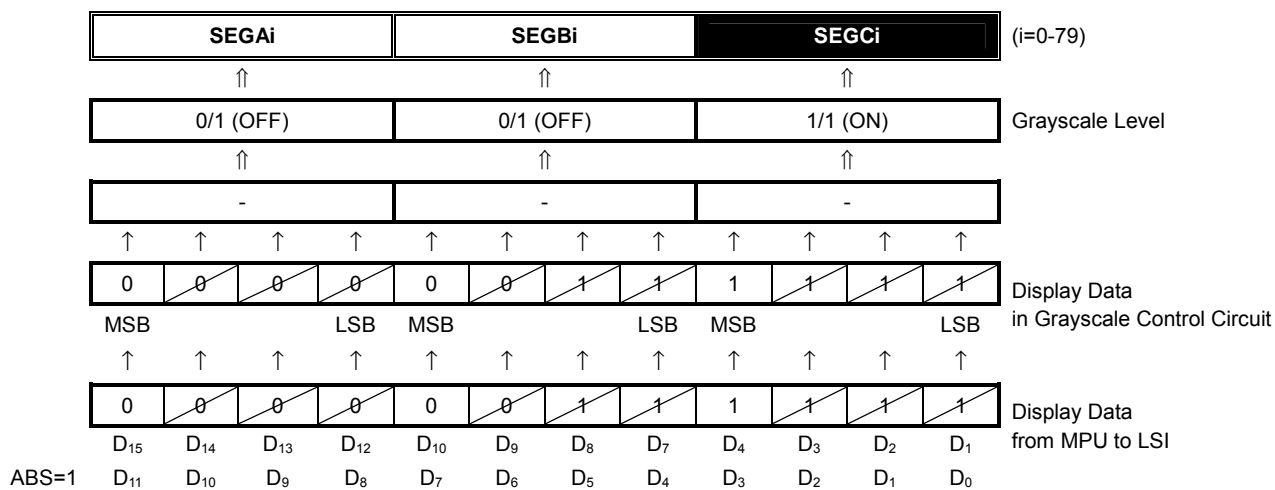 SEGAi SEGBi SEGCi (i=0-79)
⇑ ⇑ ⇑
0/1 (OFF) 0/1 (OFF) 1/1 (ON) Grayscale Level
⇑ ⇑ ⇑
- - -
↑ ↑ ↑ ↑ ↑ ↑ ↑ ↑ ↑ ↑ ↑ ↑
0 0 0 0 0 0 1 1 1 1 1 1 Display Data
in Grayscale Control Circuit
MSB LSB MSB LSB MSB LSB
↑ ↑ ↑ ↑ ↑ ↑ ↑ ↑ ↑ ↑ ↑ ↑
0 0 0 0 0 0 1 1 1 1 1 1 Display Data
from MPU to LSI
D15 D14 D13 D12 D10 D9 D8 D7 D4 D3 D2 D1
ABS=1 D11 D10 D9 D8 D7 D6 D5 D4 D3 D2 D1 D0